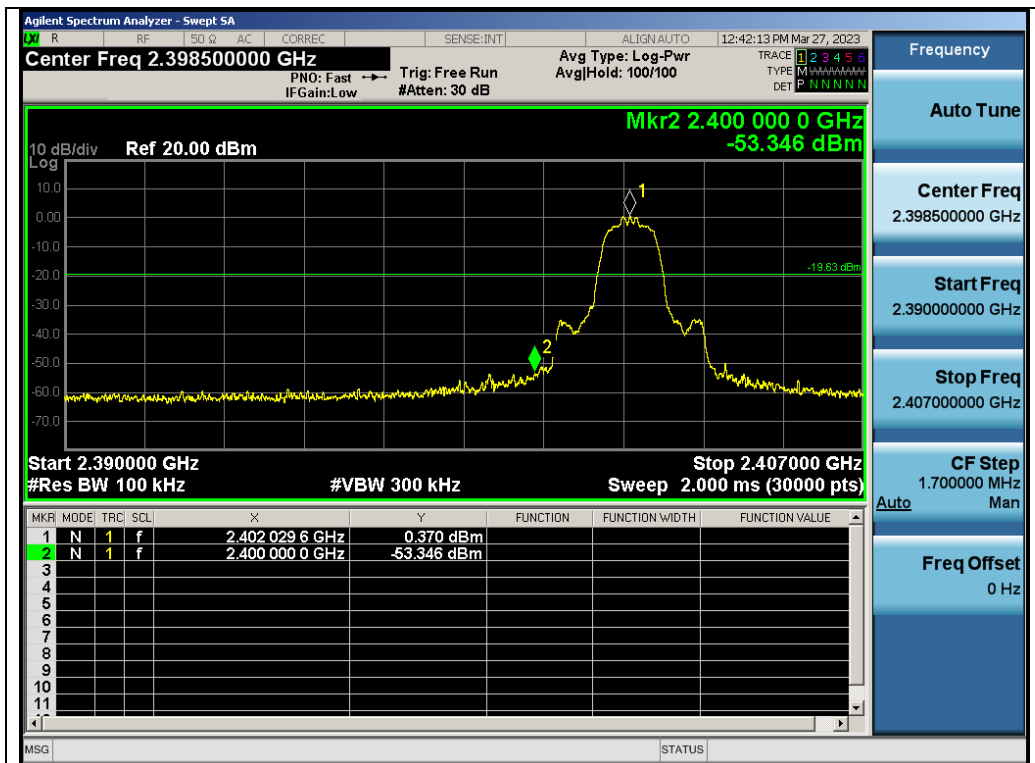 Agilent Spectrum Analyzer - Swept SA
LXI R RF 50 Ω AC CORREC SENSE:INT ALIGN AUTO 12:42:13 PM Mar 27, 2023
Center Freq 2.398500000 GHz
PNO: Fast
IFGain:Low
Trig: Free Run
#Atten: 30 dB
Avg Type: Log-Pwr
Avg|Hold: 100/100
TRACE 1 2 3 4 5 6
TYPE M WWWWW
DET P N N N N N
Mkr2 2.400 000 0 GHz
-53.346 dBm
10 dB/div Ref 20.00 dBm
Log
10.0
0.00
-10.0
-20.0
-30.0
-40.0
-50.0
-60.0
-70.0
1
-19.63 dBm
2
Start 2.390000 GHz Stop 2.407000 GHz
#Res BW 100 kHz #VBW 300 kHz Sweep 2.000 ms (30000 pts)
MKR MODE TRC SCL X Y FUNCTION FUNCTION WIDTH FUNCTION VALUE
1 N 1 f 2.402 029 6 GHz 0.370 dBm
2 N 1 f 2.400 000 0 GHz -53.346 dBm
3
4
5
6
7
8
9
10
11
MSG STATUS
Frequency
Auto Tune
Center Freq
2.398500000 GHz
Start Freq
2.390000000 GHz
Stop Freq
2.407000000 GHz
CF Step
1.700000 MHz
Auto Man
Freq Offset
0 Hz